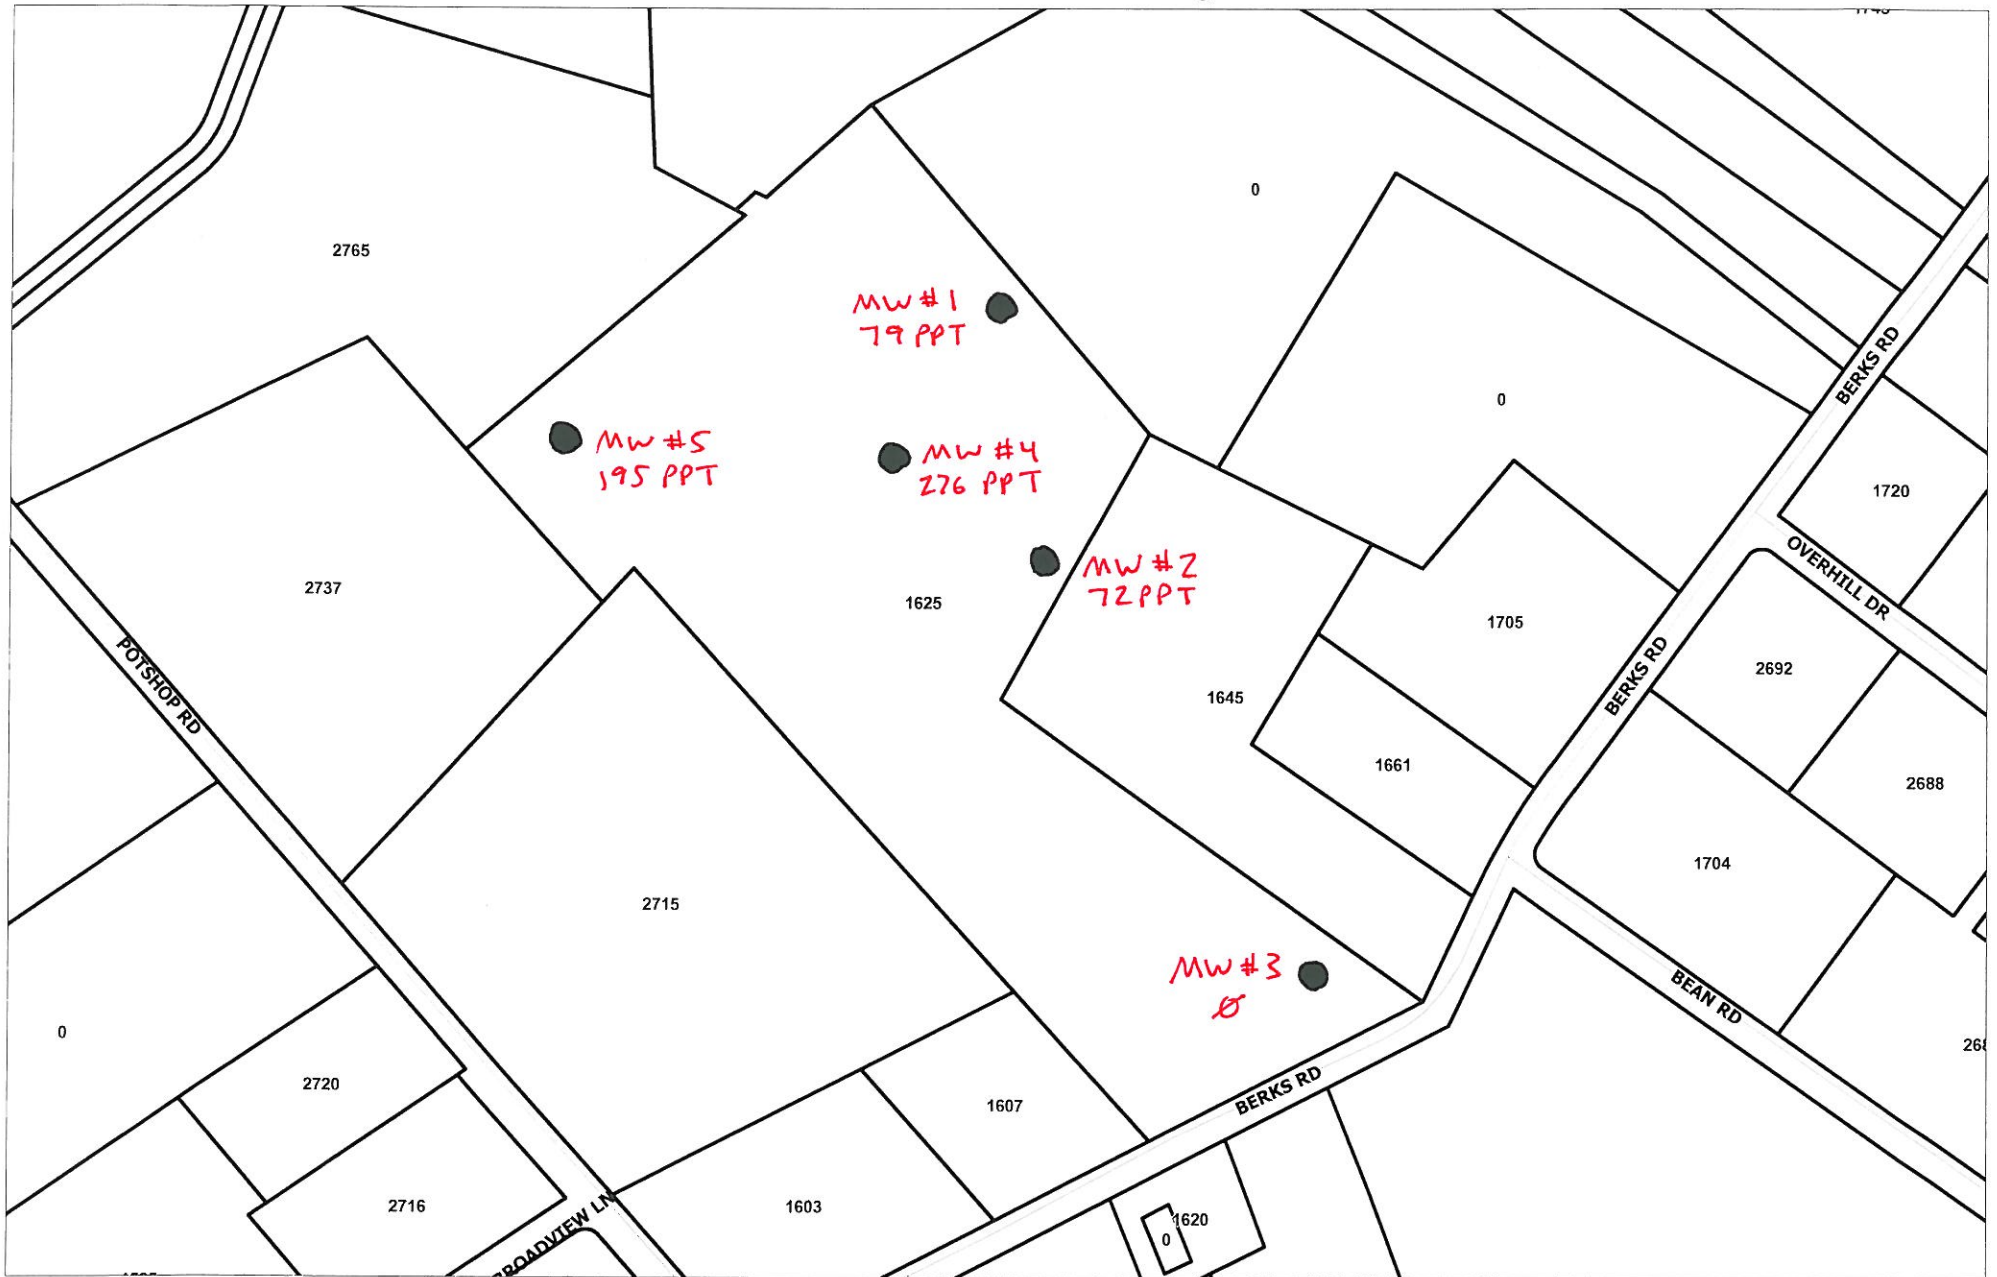 0
2765
MW #1
79 PPT
0
BERKS RD
MW #5
195 PPT
MW #4
276 PPT
1720
OVERHILL DR
MW #2
72 PPT
2737
1625
1705
POTSHOP RD
BERKS RD
2692
1645
1661
2688
1704
2715
MW #3
Ø
BEAN RD
0
268
2720
1607
BERKS RD
2716
1603
1620
0
BROADVIEW LN